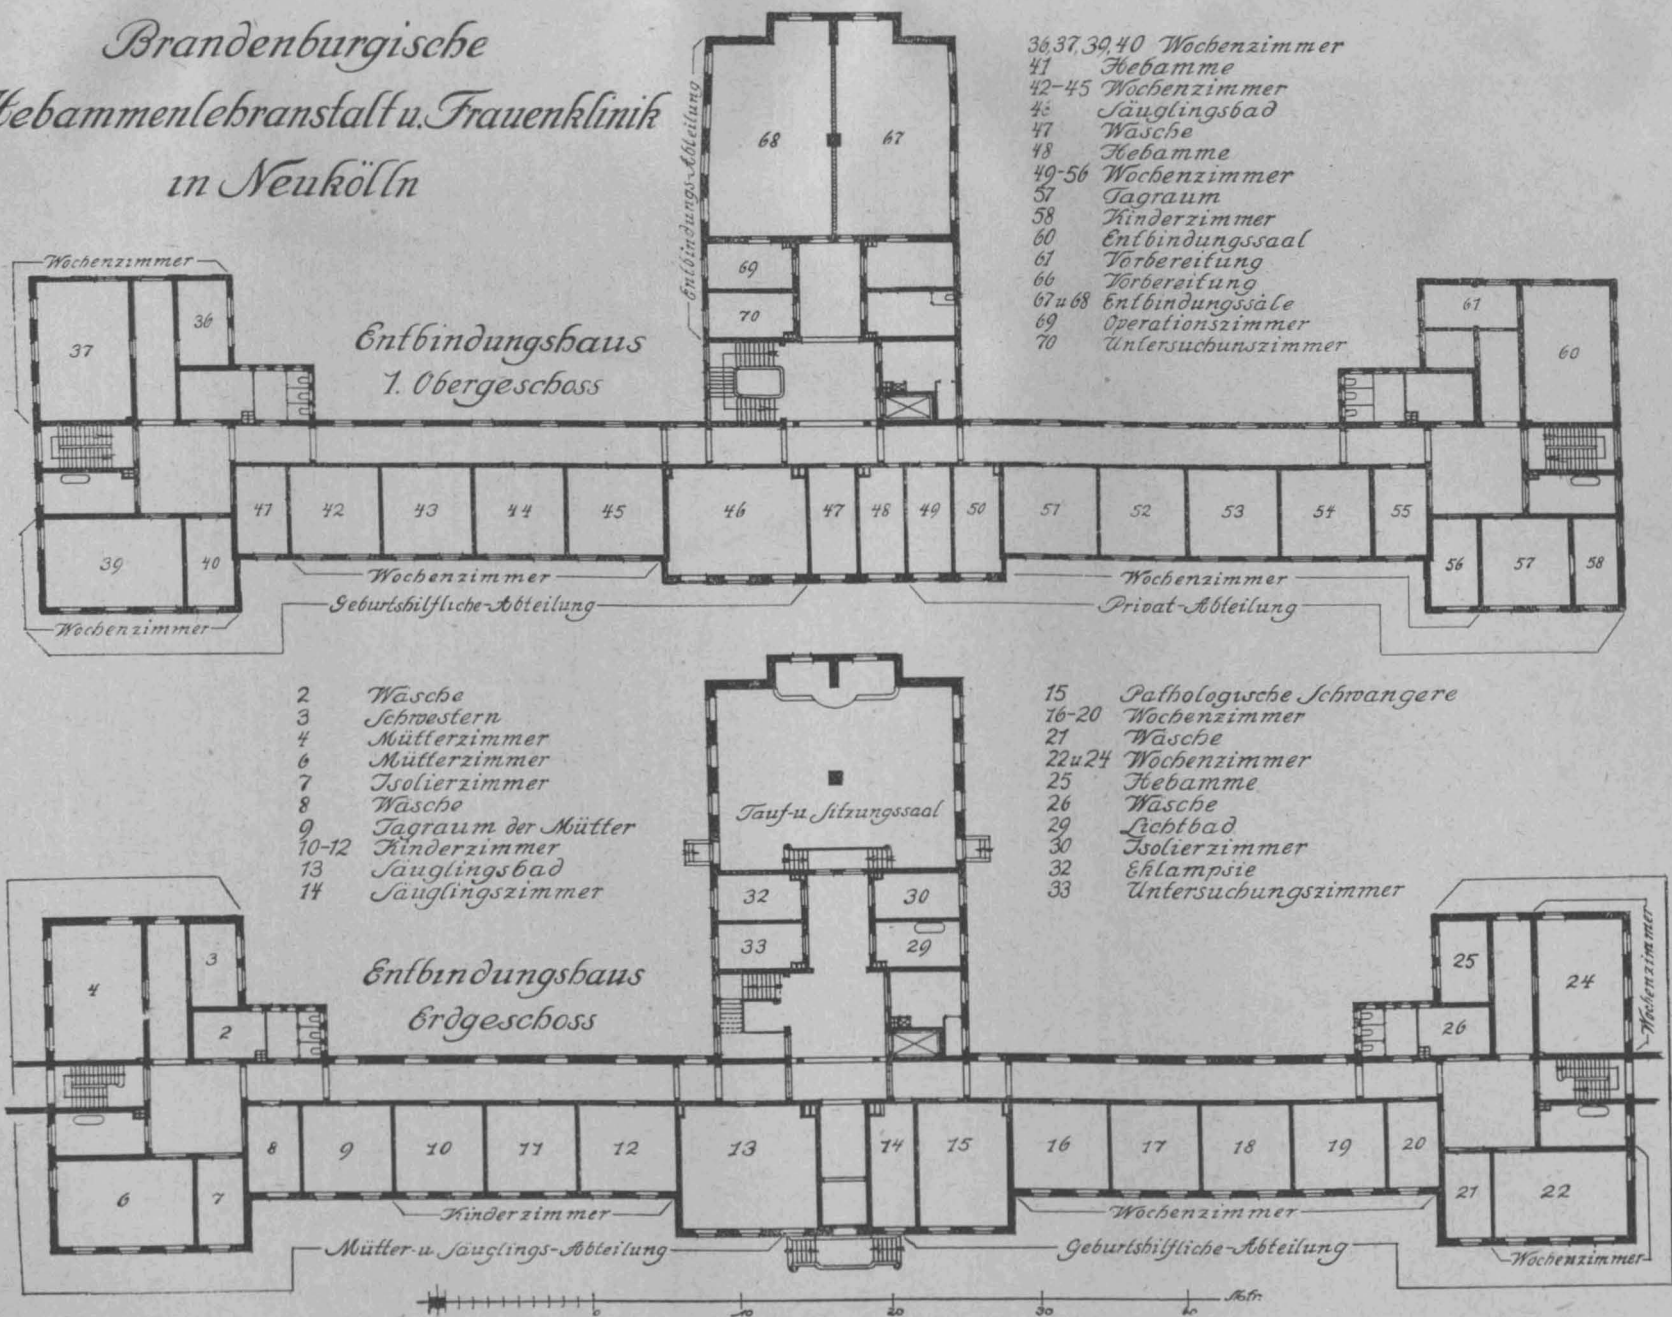 Brandenburgische
Hebammenlehranstalt u. Frauenklinik
in Neukölln
36,37,39,40 Wochenzimmer
41 Hebamme
42-45 Wochenzimmer
46 Säuglingsbad
47 Wäsche
48 Hebamme
49-56 Wochenzimmer
57 Tagraum
58 Kinderzimmer
60 Entbindungssaal
61 Vorbereitung
66 Vorbereitung
67 u 68 Entbindungssäle
69 Operationszimmer
70 Untersuchunszimmer
Entbindungs-Abteilung
68 67
69
70
Wochenzimmer
37 36
Entbindungshaus
1. Obergeschoss
61 60
41 42 43 44 45 46 47 48 49 50 51 52 53 54 55
39 40 56 57 58
Wochenzimmer
Wochenzimmer
Geburtshilfliche-Abteilung
Privat-Abteilung
Wochenzimmer
2 Wäsche
3 Schwestern
4 Mütterzimmer
6 Mütterzimmer
7 Isolierzimmer
8 Wäsche
9 Tagraum der Mütter
10-12 Kinderzimmer
13 Säuglingsbad
14 Säuglingszimmer
15 Pathologische Schwangere
16-20 Wochenzimmer
21 Wäsche
22 u 24 Wochenzimmer
25 Hebamme
26 Wäsche
29 Lichtbad
30 Isolierzimmer
32 Eklampsie
33 Untersuchungszimmer
Tauf- u. Sitzungssaal
32 30
33 29
4 3
2
Entbindungshaus
Erdgeschoss
25 24
26
Wochenzimmer
8 9 10 11 12 13 14 15 16 17 18 19 20
6 7 21 22
Kinderzimmer
Wochenzimmer
Mütter- u. Säuglings-Abteilung
Geburtshilfliche-Abteilung
Wochenzimmer
0 10 20 30 40 Mtr.